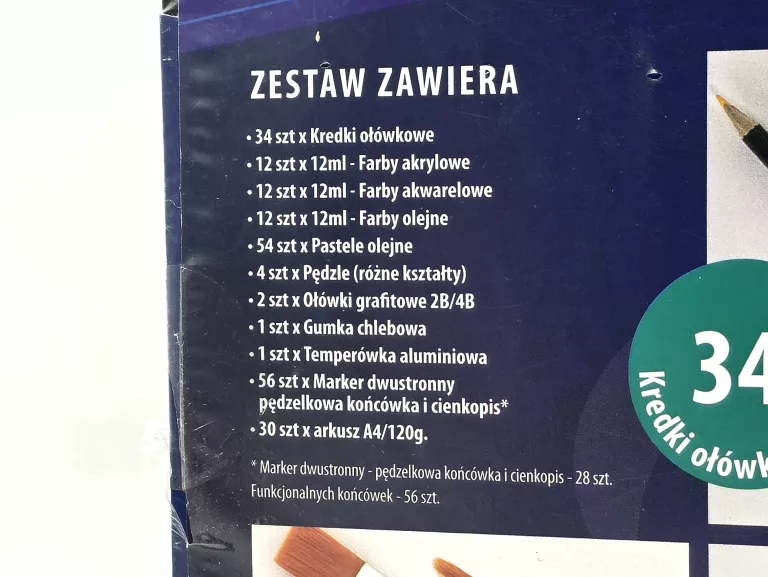 ZESTAW ZAWIERA
• 34 szt x Kredki ołówkowe
• 12 szt x 12ml - Farby akrylowe
• 12 szt x 12ml - Farby akwarelowe
• 12 szt x 12ml - Farby olejne
• 54 szt x Pastele olejne
• 4 szt x Pędzle (różne kształty)
• 2 szt x Ołówki grafitowe 2B/4B
• 1 szt x Gumka chlebowa
• 1 szt x Temperówka aluminiowa
• 56 szt x Marker dwustronny
pędzelkowa końcówka i cienkopis*
• 30 szt x arkusz A4/120g.
* Marker dwustronny - pędzelkowa końcówka i cienkopis - 28 szt.
Funkcjonalnych końcówek - 56 szt.
34
Kredki ołówk